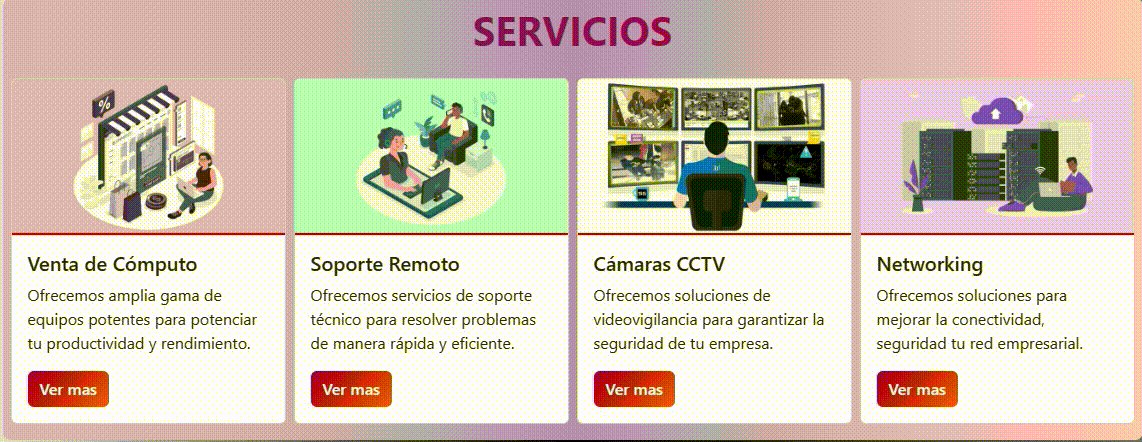 SERVICIOS
%
Venta de Cómputo
Ofrecemos amplia gama de
equipos potentes para potenciar
tu productividad y rendimiento.
Ver mas
Soporte Remoto
Ofrecemos servicios de soporte
técnico para resolver problemas
de manera rápida y eficiente.
Ver mas
Cámaras CCTV
Ofrecemos soluciones de
videovigilancia para garantizar la
seguridad de tu empresa.
Ver mas
Networking
Ofrecemos soluciones para
mejorar la conectividad,
seguridad tu red empresarial.
Ver mas